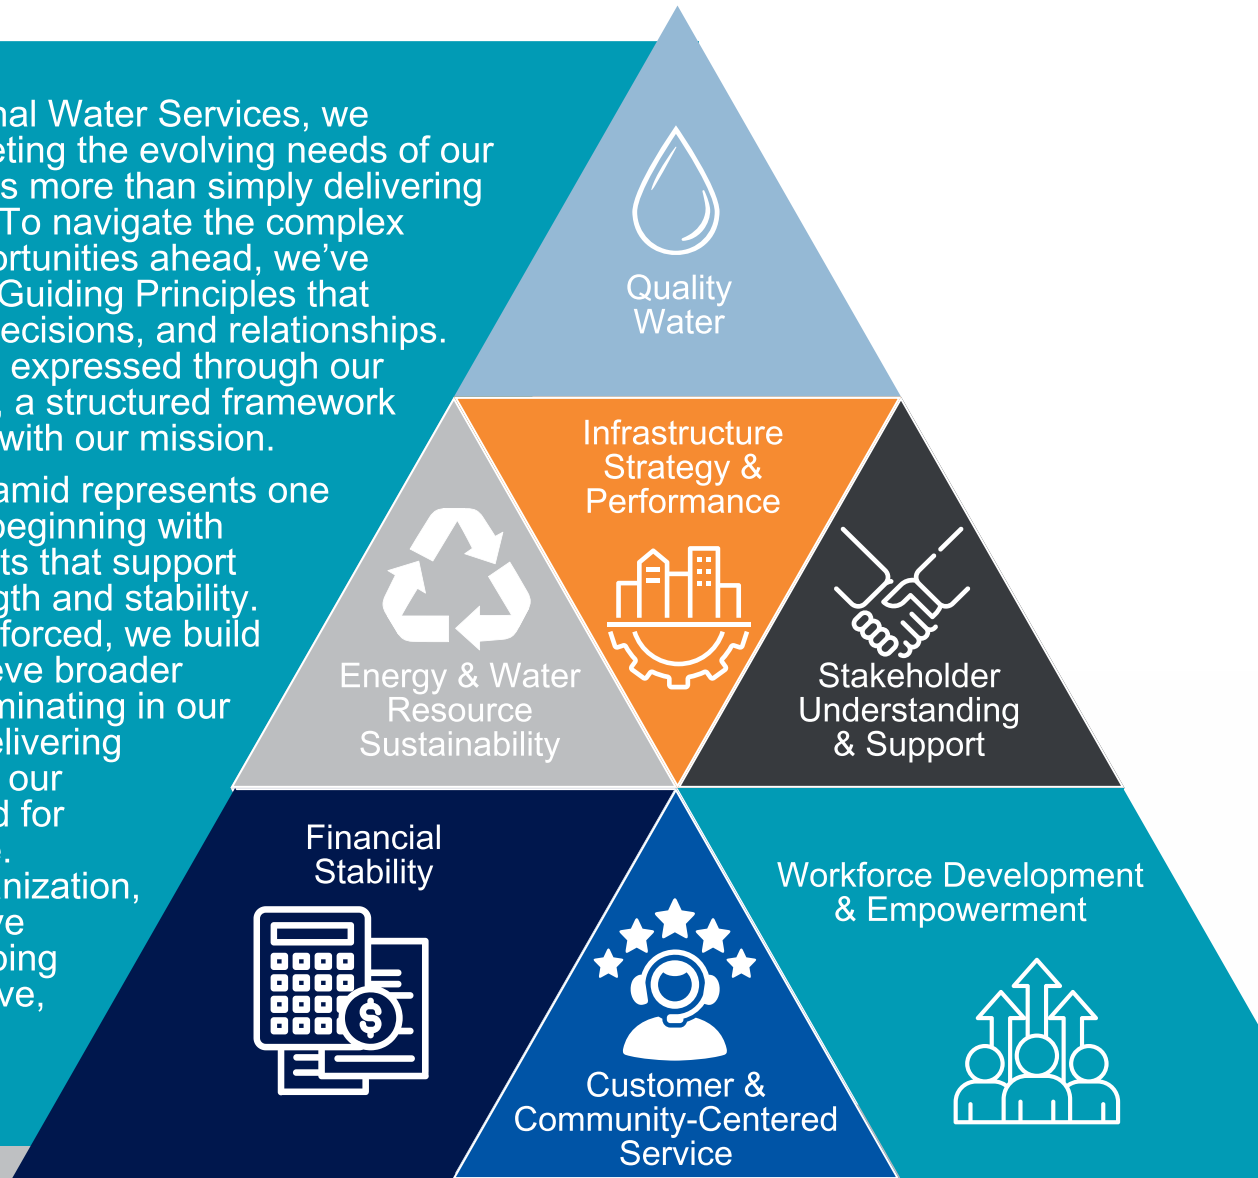 nal Water Services, we
eting the evolving needs of our
s more than simply delivering
To navigate the complex
ortunities ahead, we’ve
Guiding Principles that
ecisions, and relationships.
expressed through our
, a structured framework
with our mission.
amid represents one
beginning with
ts that support
gth and stability.
forced, we build
eve broader
minating in our
elivering
our
d for
e.
anization,
ve
ping
ve,
Quality
Water
Infrastructure
Strategy &
Performance
Energy & Water
Resource
Sustainability
Stakeholder
Understanding
& Support
Financial
Stability
$
Customer &
Community-Centered
Service
Workforce Development
& Empowerment